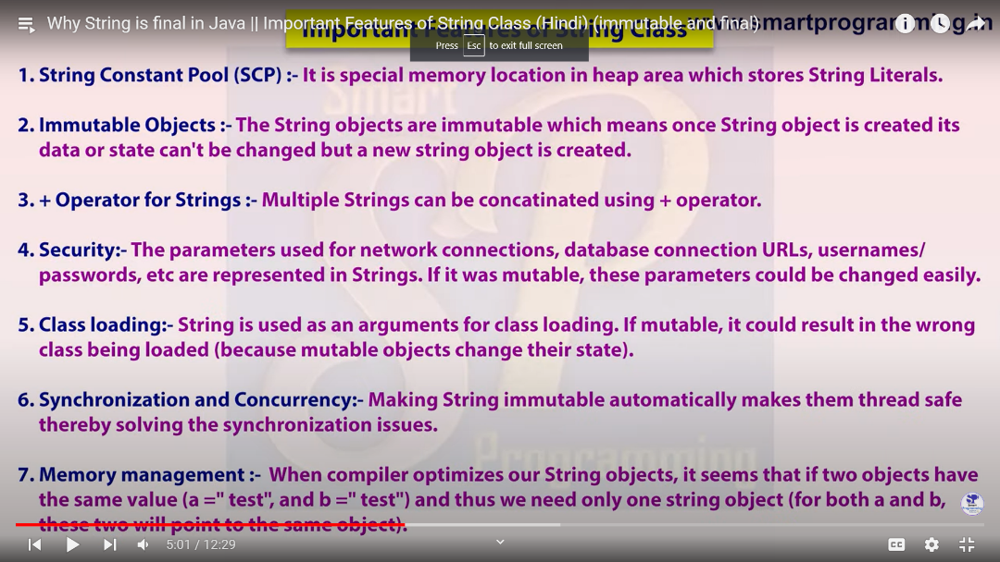 Why String is final in Java || Important Features of String Class (Hindi) (immutable and final)
www.smartprogramming.in
Important Features of String Class
Press Esc to exit full screen
1. String Constant Pool (SCP) :- It is special memory location in heap area which stores String Literals.
Smart
2. Immutable Objects :- The String objects are immutable which means once String object is created its
data or state can't be changed but a new string object is created.
3. + Operator for Strings :- Multiple Strings can be concatinated using + operator.
4. Security:- The parameters used for network connections, database connection URLs, usernames/
passwords, etc are represented in Strings. If it was mutable, these parameters could be changed easily.
5. Class loading:- String is used as an arguments for class loading. If mutable, it could result in the wrong
class being loaded (because mutable objects change their state).
6. Synchronization and Concurrency:- Making String immutable automatically makes them thread safe
thereby solving the synchronization issues.
Programming
7. Memory management :- When compiler optimizes our String objects, it seems that if two objects have
the same value (a =" test", and b =" test") and thus we need only one string object (for both a and b,
these two will point to the same object).
5:01 / 12:29
CC